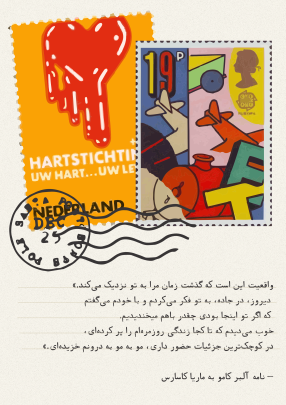 19P
HARTSTICHTIN
UW HART...UW LE
NEDERLAND
DEC
25
واقعیت این است که گذشت زمان مرا به تو نزدیک می‌کند.»
دیروز، در جاده، به تو فکر می‌کردم و با خودم می‌گفتم
که اگر تو اینجا بودی چقدر باهم میخندیدیم.
خوب می‌دیدم که تا کجا زندگی روزمره‌ام را پر کرده‌ای،
در کوچک‌ترین جزئیات حضور داری، مو به مو به درونم خزیده‌ای.»
— نامه آلبر کامو به ماریا کاسارس